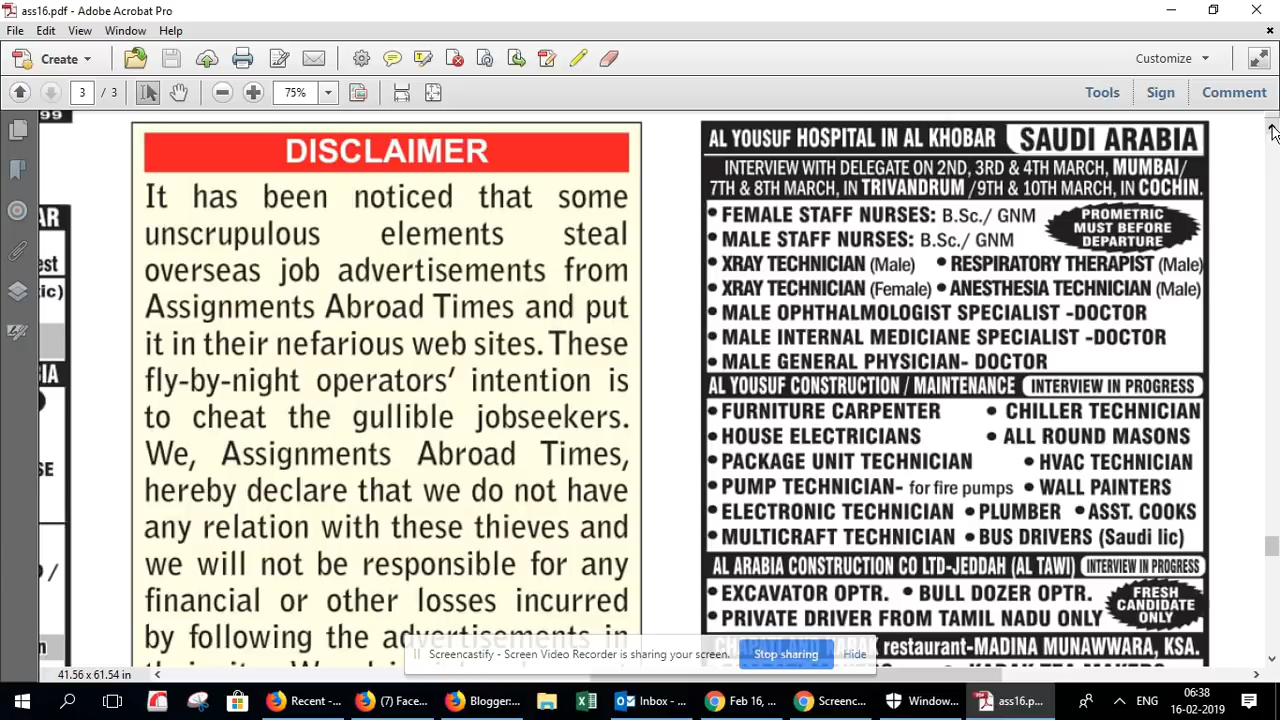 ass16.pdf - Adobe Acrobat Pro
File Edit View Window Help
Create
Customize
3 / 3
75%
Tools Sign Comment
99
DISCLAIMER
It has been noticed that some
unscrupulous elements steal
overseas job advertisements from
Assignments Abroad Times and put
it in their nefarious web sites. These
fly-by-night operators' intention is
to cheat the gullible jobseekers.
We, Assignments Abroad Times,
hereby declare that we do not have
any relation with these thieves and
we will not be responsible for any
financial or other losses incurred
by following the advertisements in
AL YOUSUF HOSPITAL IN AL KHOBAR SAUDI ARABIA
INTERVIEW WITH DELEGATE ON 2ND, 3RD & 4TH MARCH, MUMBAI/
7TH & 8TH MARCH, IN TRIVANDRUM /9TH & 10TH MARCH, IN COCHIN.
• FEMALE STAFF NURSES: B.Sc./ GNM
• MALE STAFF NURSES: B.Sc./ GNM
PROMETRIC
MUST BEFORE
DEPARTURE
• XRAY TECHNICIAN (Male) • RESPIRATORY THERAPIST (Male)
• XRAY TECHNICIAN (Female) • ANESTHESIA TECHNICIAN (Male)
• MALE OPHTHALMOLOGIST SPECIALIST -DOCTOR
• MALE INTERNAL MEDICIANE SPECIALIST -DOCTOR
• MALE GENERAL PHYSICIAN- DOCTOR
AL YOUSUF CONSTRUCTION / MAINTENANCE INTERVIEW IN PROGRESS
• FURNITURE CARPENTER • CHILLER TECHNICIAN
• HOUSE ELECTRICIANS • ALL ROUND MASONS
• PACKAGE UNIT TECHNICIAN • HVAC TECHNICIAN
• PUMP TECHNICIAN- for fire pumps • WALL PAINTERS
• ELECTRONIC TECHNICIAN • PLUMBER • ASST. COOKS
• MULTICRAFT TECHNICIAN • BUS DRIVERS (Saudi lic)
AL ARABIA CONSTRUCTION CO LTD-JEDDAH (AL TAWI) INTERVIEW IN PROGRESS
• EXCAVATOR OPTR. • BULL DOZER OPTR.
• PRIVATE DRIVER FROM TAMIL NADU ONLY
FRESH
CANDIDATE
ONLY
restaurant-MADINA MUNAWWARA, KSA.
Screencastify - Screen Video Recorder is sharing your screen. Stop sharing Hide
41.56 x 61.54 in
Recent - ... (7) Face... Blogger:... Inbox - ... Feb 16, ... Screenc... Window... ass16.p... ENG
06:38
16-02-2019